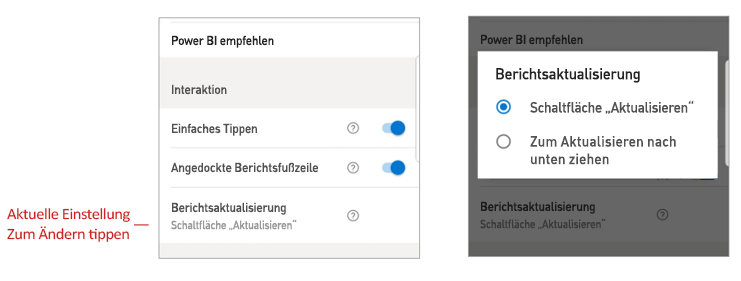 Power BI empfehlen
Interaktion
Einfaches Tippen
Angedockte Berichtsfußzeile
Berichtsaktualisierung
Schaltfläche „Aktualisieren“
Aktuelle Einstellung
Zum Ändern tippen
Power BI empfehlen
Berichtsaktualisierung
Schaltfläche „Aktualisieren“
Zum Aktualisieren nach
unten ziehen
Berichtsaktualisierung
Schaltfläche „Aktualisieren“